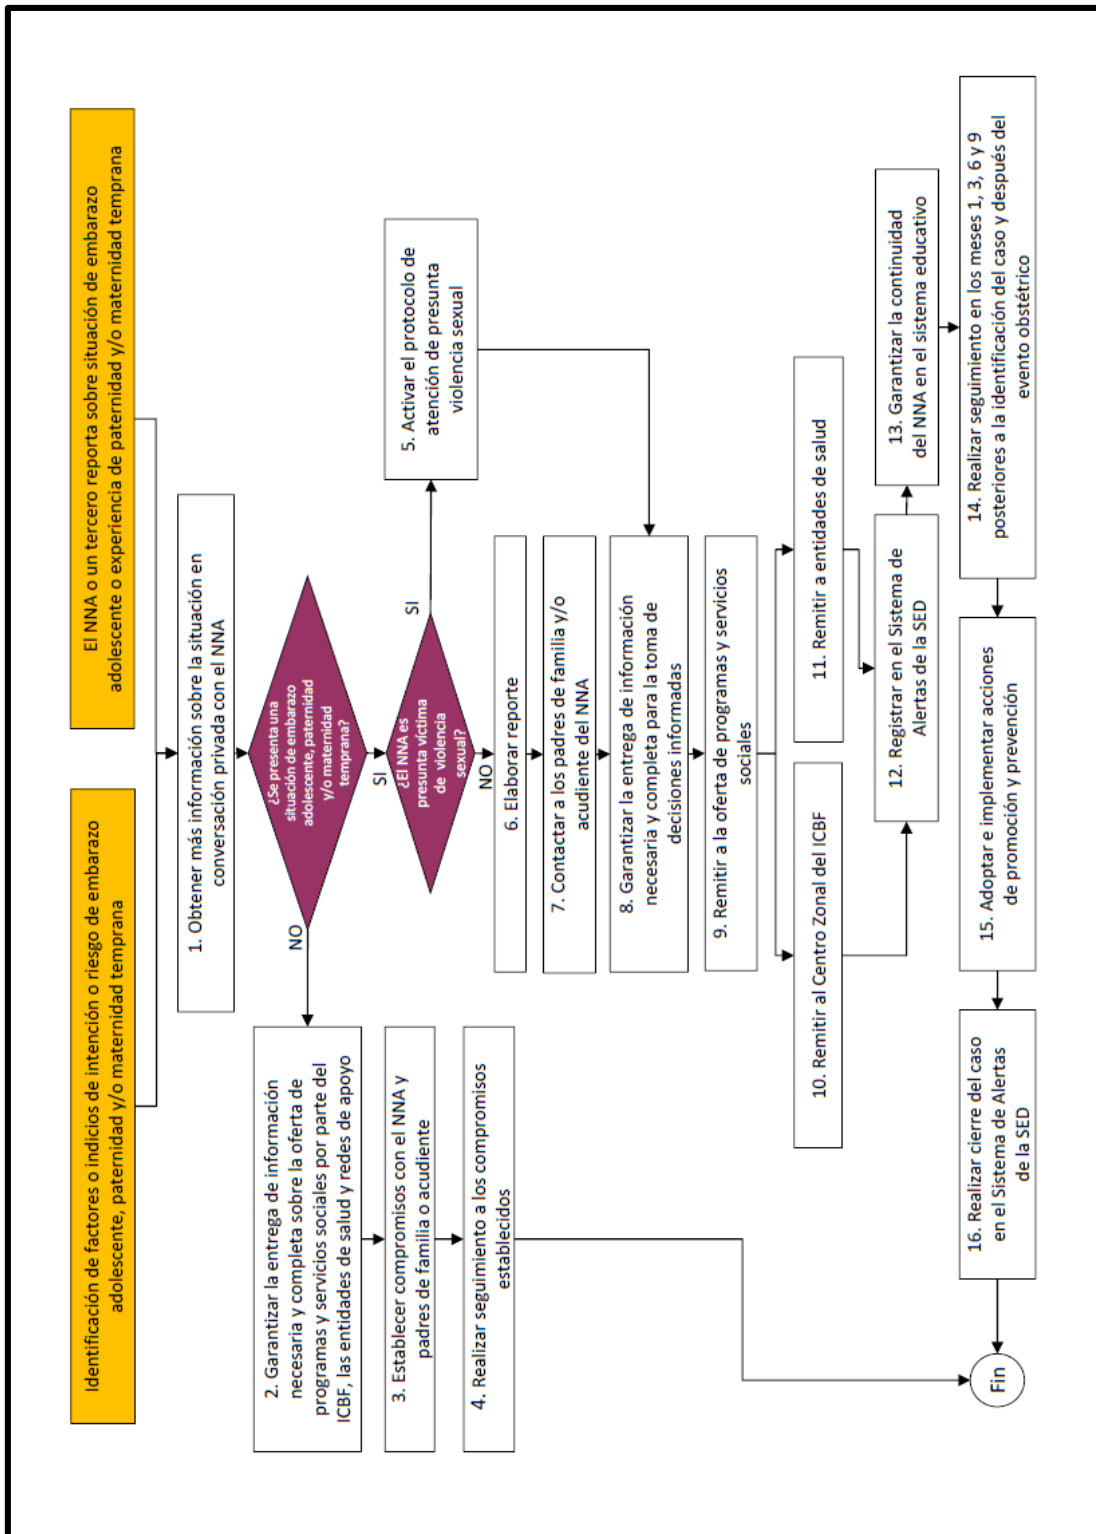 Identificación de factores o indicios de intención o riesgo de embarazo
adolescente, paternidad y/o maternidad temprana
El NNA o un tercero reporta sobre situación de embarazo
adolescente o experiencia de paternidad y/o maternidad temprana
1. Obtener más información sobre la situación en
conversación privada con el NNA
¿Se presenta una
situación de embarazo
adolescente, paternidad
y/o maternidad
temprana?
NO
SI
2. Garantizar la entrega de información
necesaria y completa sobre la oferta de
programas y servicios sociales por parte del
ICBF, las entidades de salud y redes de apoyo
3. Establecer compromisos con el NNA y
padres de familia o acudiente
4. Realizar seguimiento a los compromisos
establecidos
¿El NNA es
presunta víctima
de violencia
sexual?
SI
NO
5. Activar el protocolo de
atención de presunta
violencia sexual
6. Elaborar reporte
7. Contactar a los padres de familia y/o
acudiente del NNA
8. Garantizar la entrega de información
necesaria y completa para la toma de
decisiones informadas
9. Remitir a la oferta de programas y servicios
sociales
10. Remitir al Centro Zonal del ICBF
11. Remitir a entidades de salud
12. Registrar en el Sistema de
Alertas de la SED
13. Garantizar la continuidad
del NNA en el sistema educativo
14. Realizar seguimiento en los meses 1, 3, 6 y 9
posteriores a la identificación del caso y después del
evento obstétrico
15. Adoptar e implementar acciones
de promoción y prevención
16. Realizar cierre del caso
en el Sistema de Alertas
de la SED
Fin